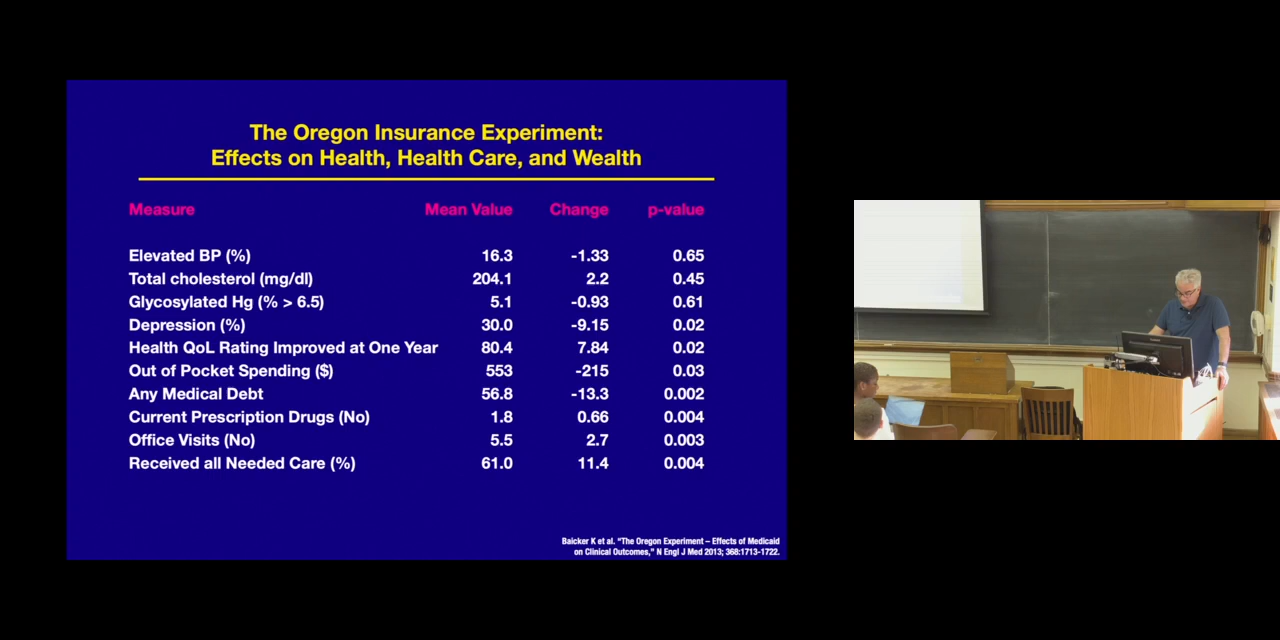 The Oregon Insurance Experiment:
Effects on Health, Health Care, and Wealth
Measure Mean Value Change p-value
Elevated BP (%) 16.3 -1.33 0.65
Total cholesterol (mg/dl) 204.1 2.2 0.45
Glycosylated Hg (% > 6.5) 5.1 -0.93 0.61
Depression (%) 30.0 -9.15 0.02
Health QoL Rating Improved at One Year 80.4 7.84 0.02
Out of Pocket Spending ($) 553 -215 0.03
Any Medical Debt 56.8 -13.3 0.002
Current Prescription Drugs (No) 1.8 0.66 0.004
Office Visits (No) 5.5 2.7 0.003
Received all Needed Care (%) 61.0 11.4 0.004
Baicker K et al. “The Oregon Experiment – Effects of Medicaid
on Clinical Outcomes,” N Engl J Med 2013; 368:1713-1722.